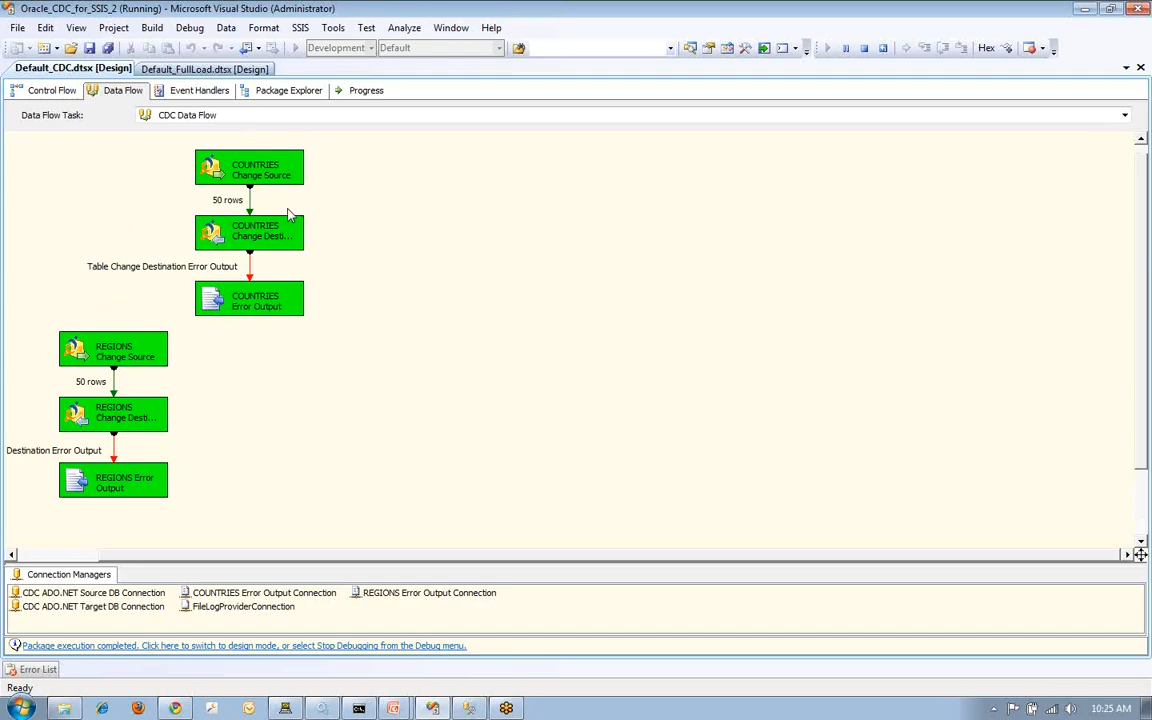 Oracle_CDC_for_SSIS_2 (Running) - Microsoft Visual Studio (Administrator)
File Edit View Project Build Debug Data Format SSIS Tools Test Analyze Window Help
Development Default Hex
Default_CDC.dtsx [Design] Default_FullLoad.dtsx [Design]
Control Flow Data Flow Event Handlers Package Explorer Progress
Data Flow Task: CDC Data Flow
COUNTRIES
Change Source
50 rows
COUNTRIES
Change Desti...
Table Change Destination Error Output
COUNTRIES
Error Output
REGIONS
Change Source
50 rows
REGIONS
Change Desti...
Destination Error Output
REGIONS Error
Output
Connection Managers
CDC ADO.NET Source DB Connection COUNTRIES Error Output Connection REGIONS Error Output Connection
CDC ADO.NET Target DB Connection FileLogProviderConnection
Package execution completed. Click here to switch to design mode, or select Stop Debugging from the Debug menu.
Error List
Ready
10:25 AM